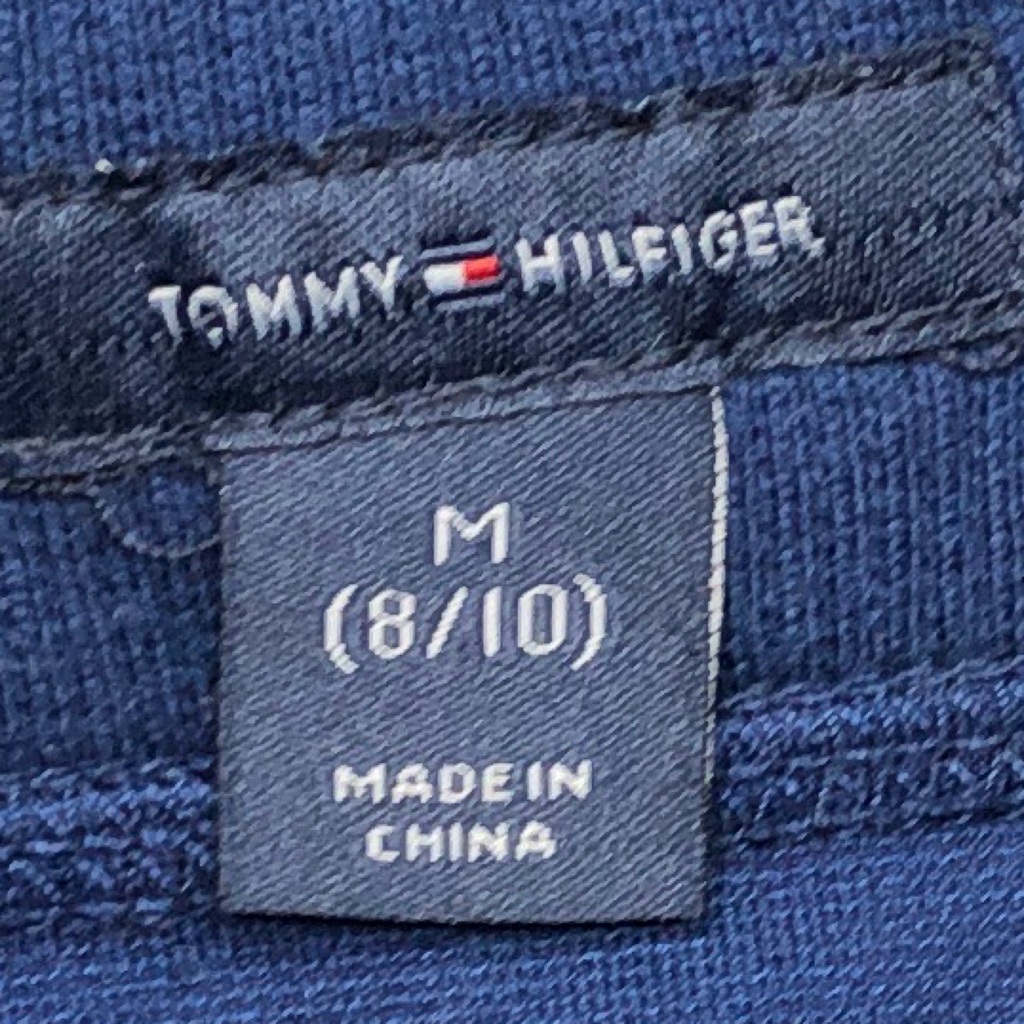 TOMMY HILFIGER
M
(8/10)
MADE IN
CHINA